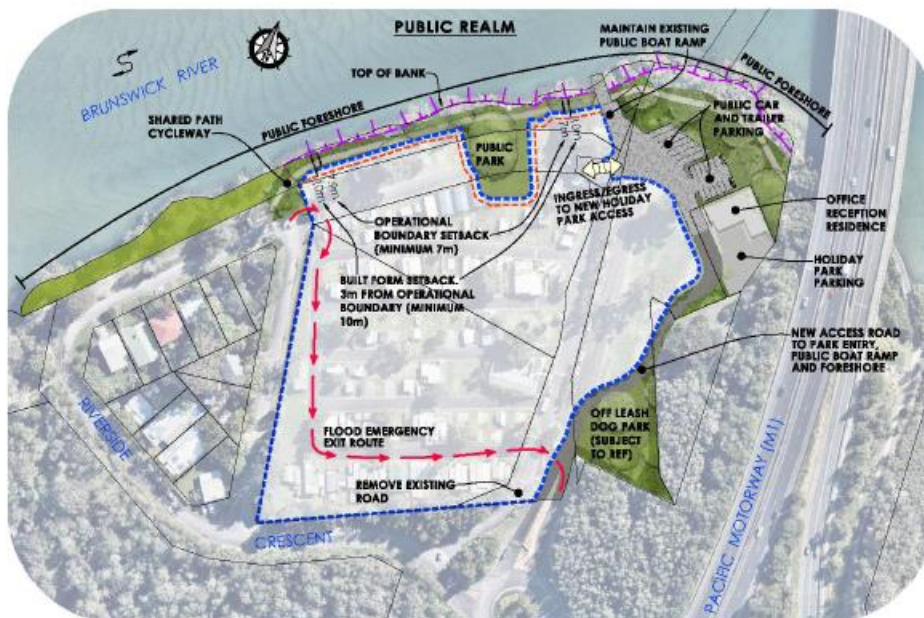 PUBLIC REALM
MAINTAIN EXISTING
PUBLIC BOAT RAMP
BRUNSWICK RIVER
TOP OF BANK
PUBLIC FORESHORE
PUBLIC FORESHORE
SHARED PATH
CYCLEWAY
PUBLIC CAR
AND TRAILER
PARKING
PUBLIC
PARK
7m
10m
INGRESS/EGRESS
TO NEW HOLIDAY
PARK ACCESS
OPERATIONAL
BOUNDARY SETBACK
(MINIMUM 7m)
OFFICE
RECEPTION
RESIDENCE
HOLIDAY
PARK
PARKING
BUILT FORM SETBACK.
3m FROM OPERATIONAL
BOUNDARY (MINIMUM
10m)
NEW ACCESS ROAD
TO PARK ENTRY,
PUBLIC BOAT RAMP
AND FORESHORE
OFF LEASH
DOG PARK
(SUBJECT
TO REF)
RIVERSIDE
FLOOD EMERGENCY
EXIT ROUTE
REMOVE EXISTING
ROAD
CRESCENT
PACIFIC MOTORWAY (M1)